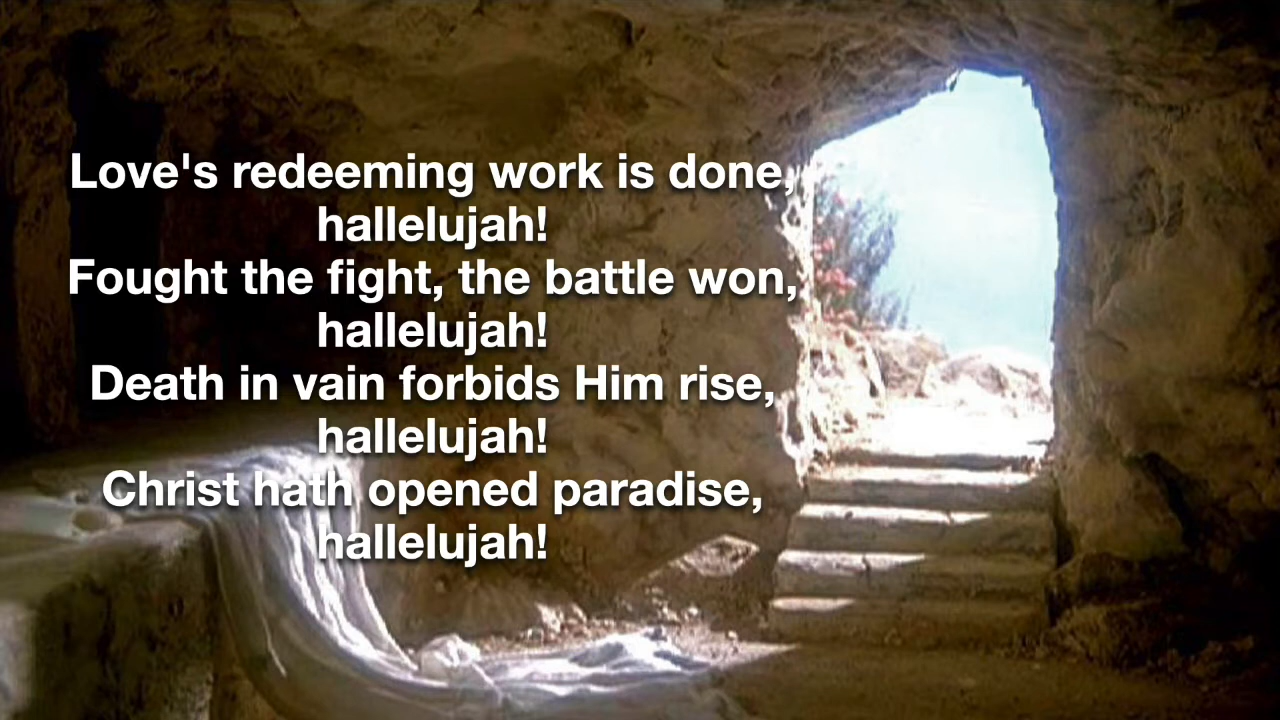 Love's redeeming work is done,
hallelujah!
Fought the fight, the battle won,
hallelujah!
Death in vain forbids Him rise,
hallelujah!
Christ hath opened paradise,
hallelujah!